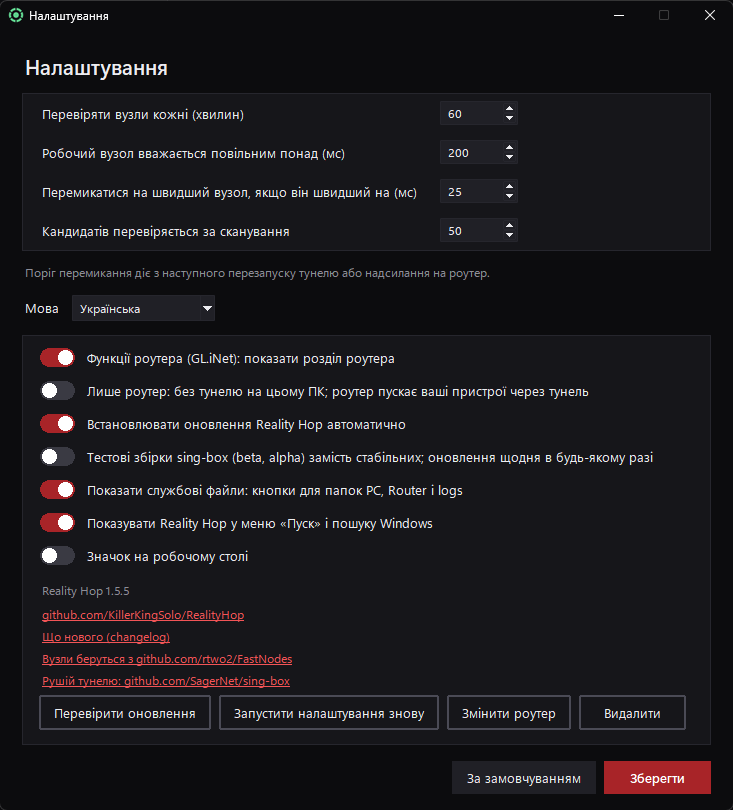 Налаштування
Налаштування
Перевіряти вузли кожні (хвилин) 60
Робочий вузол вважається повільним понад (мс) 200
Перемикатися на швидший вузол, якщо він швидший на (мс) 25
Кандидатів перевіряється за сканування 50
Поріг перемикання діє з наступного перезапуску тунелю або надсилання на роутер.
Мова Українська
Функції роутера (GL.iNet): показати розділ роутера
Лише роутер: без тунелю на цьому ПК; роутер пускає ваші пристрої через тунель
Встановлювати оновлення Reality Hop автоматично
Тестові збірки sing-box (beta, alpha) замість стабільних; оновлення щодня в будь-якому разі
Показати службові файли: кнопки для папок PC, Router і logs
Показувати Reality Hop у меню «Пуск» і пошуку Windows
Значок на робочому столі
Reality Hop 1.5.5
github.com/KillerKingSolo/RealityHop
Що нового (changelog)
Вузли беруться з github.com/rtwo2/FastNodes
Рушій тунелю: github.com/SagerNet/sing-box
Перевірити оновлення Запустити налаштування знову Змінити роутер Видалити
За замовчуванням Зберегти